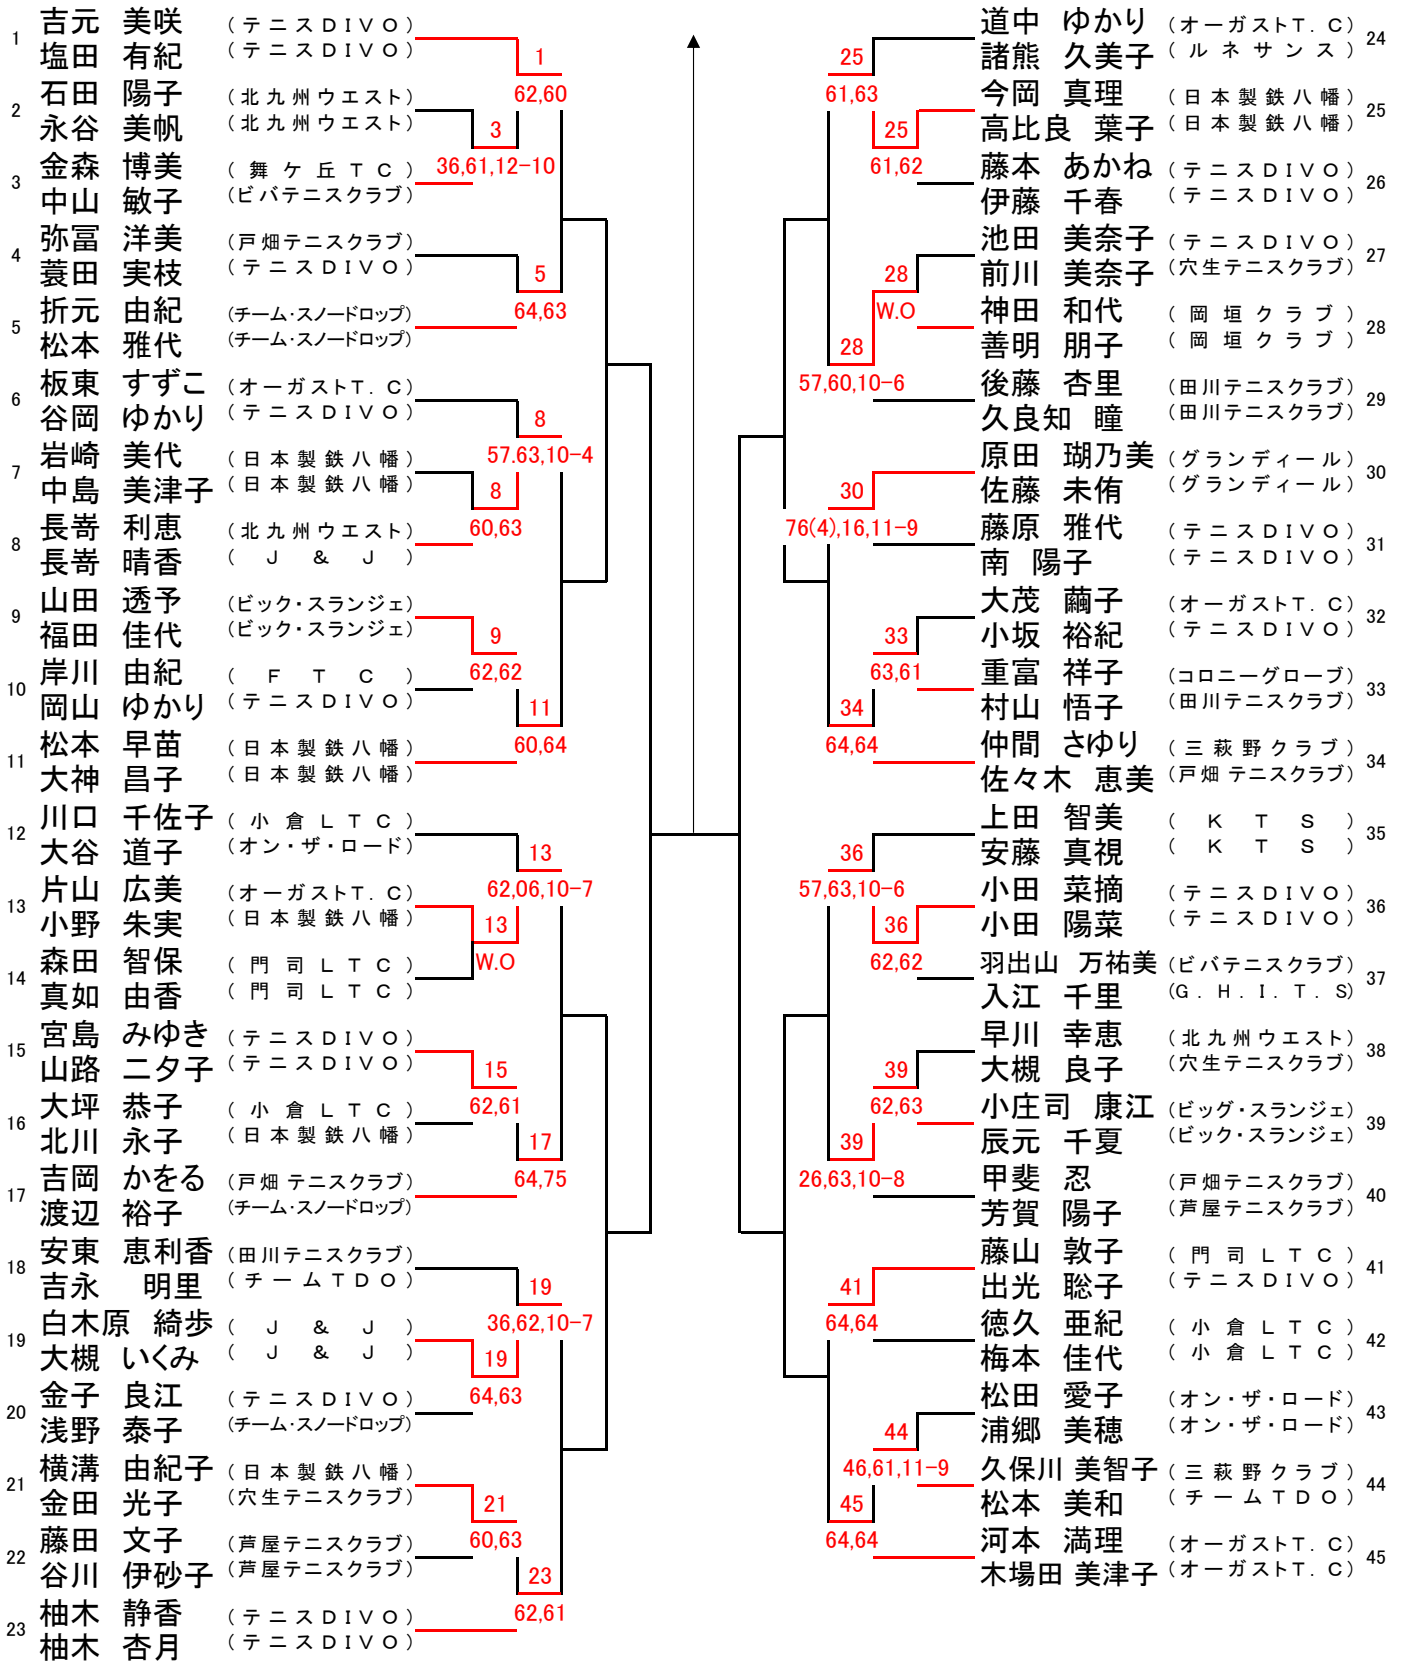 1 吉元 美咲 (テニスDIVO)
塩田 有紀 (テニスDIVO)
2 石田 陽子 (北九州ウエスト)
永谷 美帆 (北九州ウエスト)
3 金森 博美 (舞ケ丘TC)
中山 敏子 (ビバテニスクラブ)
4 弥冨 洋美 (戸畑テニスクラブ)
蓑田 実枝 (テニスDIVO)
5 折元 由紀 (チーム・スノードロップ)
松本 雅代 (チーム・スノードロップ)
6 板東 すずこ (オーガストT.C)
谷岡 ゆかり (テニスDIVO)
7 岩崎 美代 (日本製鉄八幡)
中島 美津子 (日本製鉄八幡)
8 長嵜 利恵 (北九州ウエスト)
長嵜 晴香 (J&J)
9 山田 透予 (ビック・スランジェ)
福田 佳代 (ビック・スランジェ)
10 岸川 由紀 (FTC)
岡山 ゆかり (テニスDIVO)
11 松本 早苗 (日本製鉄八幡)
大神 昌子 (日本製鉄八幡)
12 川口 千佐子 (小倉LTC)
大谷 道子 (オン・ザ・ロード)
13 片山 広美 (オーガストT.C)
小野 朱実 (日本製鉄八幡)
14 森田 智保 (門司LTC)
真如 由香 (門司LTC)
15 宮島 みゆき (テニスDIVO)
山路 二夕子 (テニスDIVO)
16 大坪 恭子 (小倉LTC)
北川 永子 (日本製鉄八幡)
17 吉岡 かをる (戸畑テニスクラブ)
渡辺 裕子 (チーム・スノードロップ)
18 安東 恵利香 (田川テニスクラブ)
吉永 明里 (チームTDO)
19 白木原 綺歩 (J&J)
大槻 いくみ (J&J)
20 金子 良江 (テニスDIVO)
浅野 泰子 (チーム・スノードロップ)
21 横溝 由紀子 (日本製鉄八幡)
金田 光子 (穴生テニスクラブ)
22 藤田 文子 (芦屋テニスクラブ)
谷川 伊砂子 (芦屋テニスクラブ)
23 柚木 静香 (テニスDIVO)
柚木 杏月 (テニスDIVO)
1
62,60
3
36,61,12-10
5
64,63
8
57.63,10-4
8
60,63
9
62,62
11
60,64
13
62,06,10-7
13
W.O
15
62,61
17
64,75
19
36,62,10-7
19
64,63
21
60,63
23
62,61
25
61,63
25
61,62
28
W.O
28
57,60,10-6
30
76(4),16,11-9
33
63,61
34
64,64
36
57,63,10-6
36
62,62
39
62,63
39
26,63,10-8
41
64,64
44
46,61,11-9
45
64,64
道中 ゆかり (オーガストT.C) 24
諸熊 久美子 (ルネサンス)
今岡 真理 (日本製鉄八幡) 25
高比良 葉子 (日本製鉄八幡)
藤本 あかね (テニスDIVO) 26
伊藤 千春 (テニスDIVO)
池田 美奈子 (テニスDIVO) 27
前川 美奈子 (穴生テニスクラブ)
神田 和代 (岡垣クラブ) 28
善明 朋子 (岡垣クラブ)
後藤 杏里 (田川テニスクラブ) 29
久良知 瞳 (田川テニスクラブ)
原田 瑚乃美 (グランディール) 30
佐藤 未侑 (グランディール)
藤原 雅代 (テニスDIVO) 31
南 陽子 (テニスDIVO)
大茂 繭子 (オーガストT.C) 32
小坂 裕紀 (テニスDIVO)
重富 祥子 (コロニーグローブ) 33
村山 悟子 (田川テニスクラブ)
仲間 さゆり (三萩野クラブ) 34
佐々木 恵美 (戸畑テニスクラブ)
上田 智美 (KTS) 35
安藤 真視 (KTS)
小田 菜摘 (テニスDIVO) 36
小田 陽菜 (テニスDIVO)
羽出山 万祐美 (ビバテニスクラブ) 37
入江 千里 (G.H.I.T.S)
早川 幸恵 (北九州ウエスト) 38
大槻 良子 (穴生テニスクラブ)
小庄司 康江 (ビッグ・スランジェ) 39
辰元 千夏 (ビック・スランジェ)
甲斐 忍 (戸畑テニスクラブ) 40
芳賀 陽子 (芦屋テニスクラブ)
藤山 敦子 (門司LTC) 41
出光 聡子 (テニスDIVO)
徳久 亜紀 (小倉LTC) 42
梅本 佳代 (小倉LTC)
松田 愛子 (オン・ザ・ロード) 43
浦郷 美穂 (オン・ザ・ロード)
久保川 美智子 (三萩野クラブ) 44
松本 美和 (チームTDO)
河本 満理 (オーガストT.C) 45
木場田 美津子 (オーガストT.C)